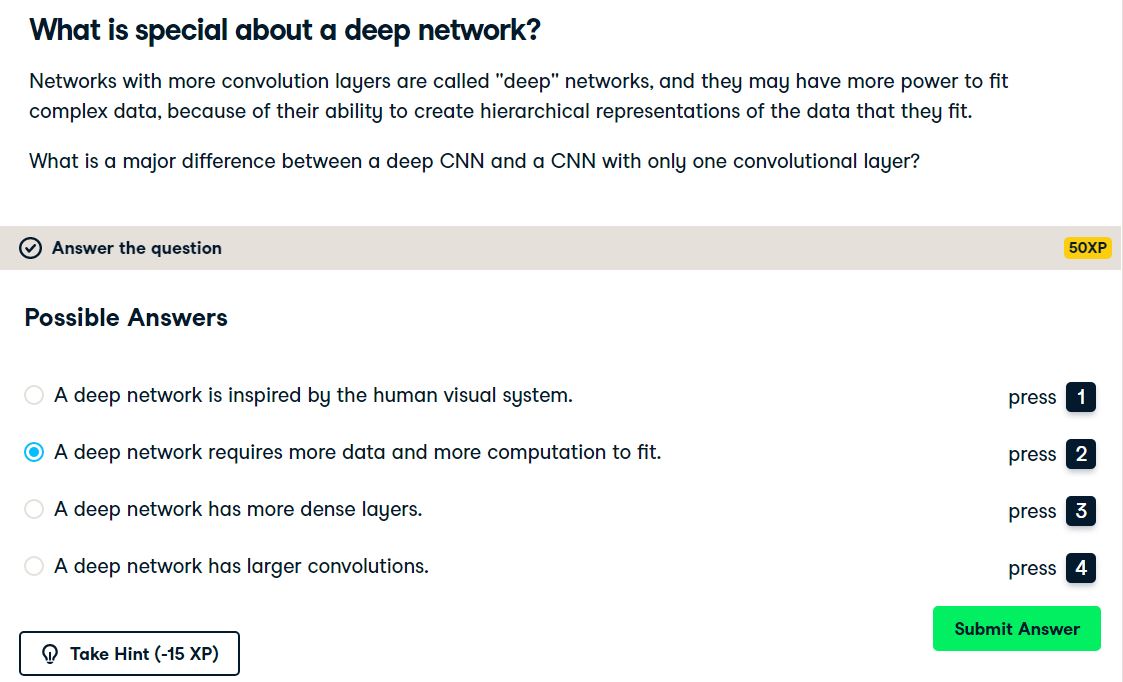 What is special about a deep network?
Networks with more convolution layers are called "deep" networks, and they may have more power to fit
complex data, because of their ability to create hierarchical representations of the data that they fit.
What is a major difference between a deep CNN and a CNN with only one convolutional layer?
Answer the question 50XP
Possible Answers
A deep network is inspired by the human visual system. press 1
A deep network requires more data and more computation to fit. press 2
A deep network has more dense layers. press 3
A deep network has larger convolutions. press 4
Submit Answer
Take Hint (-15 XP)